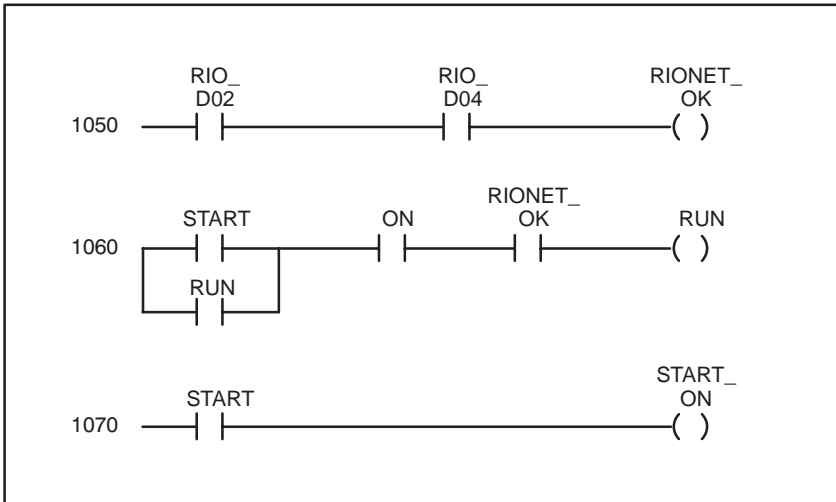 RIO_ RIO_ RIONET_
D02 D04 OK
1050
RIONET_
START ON OK RUN
1060
RUN
START_
START ON
1070